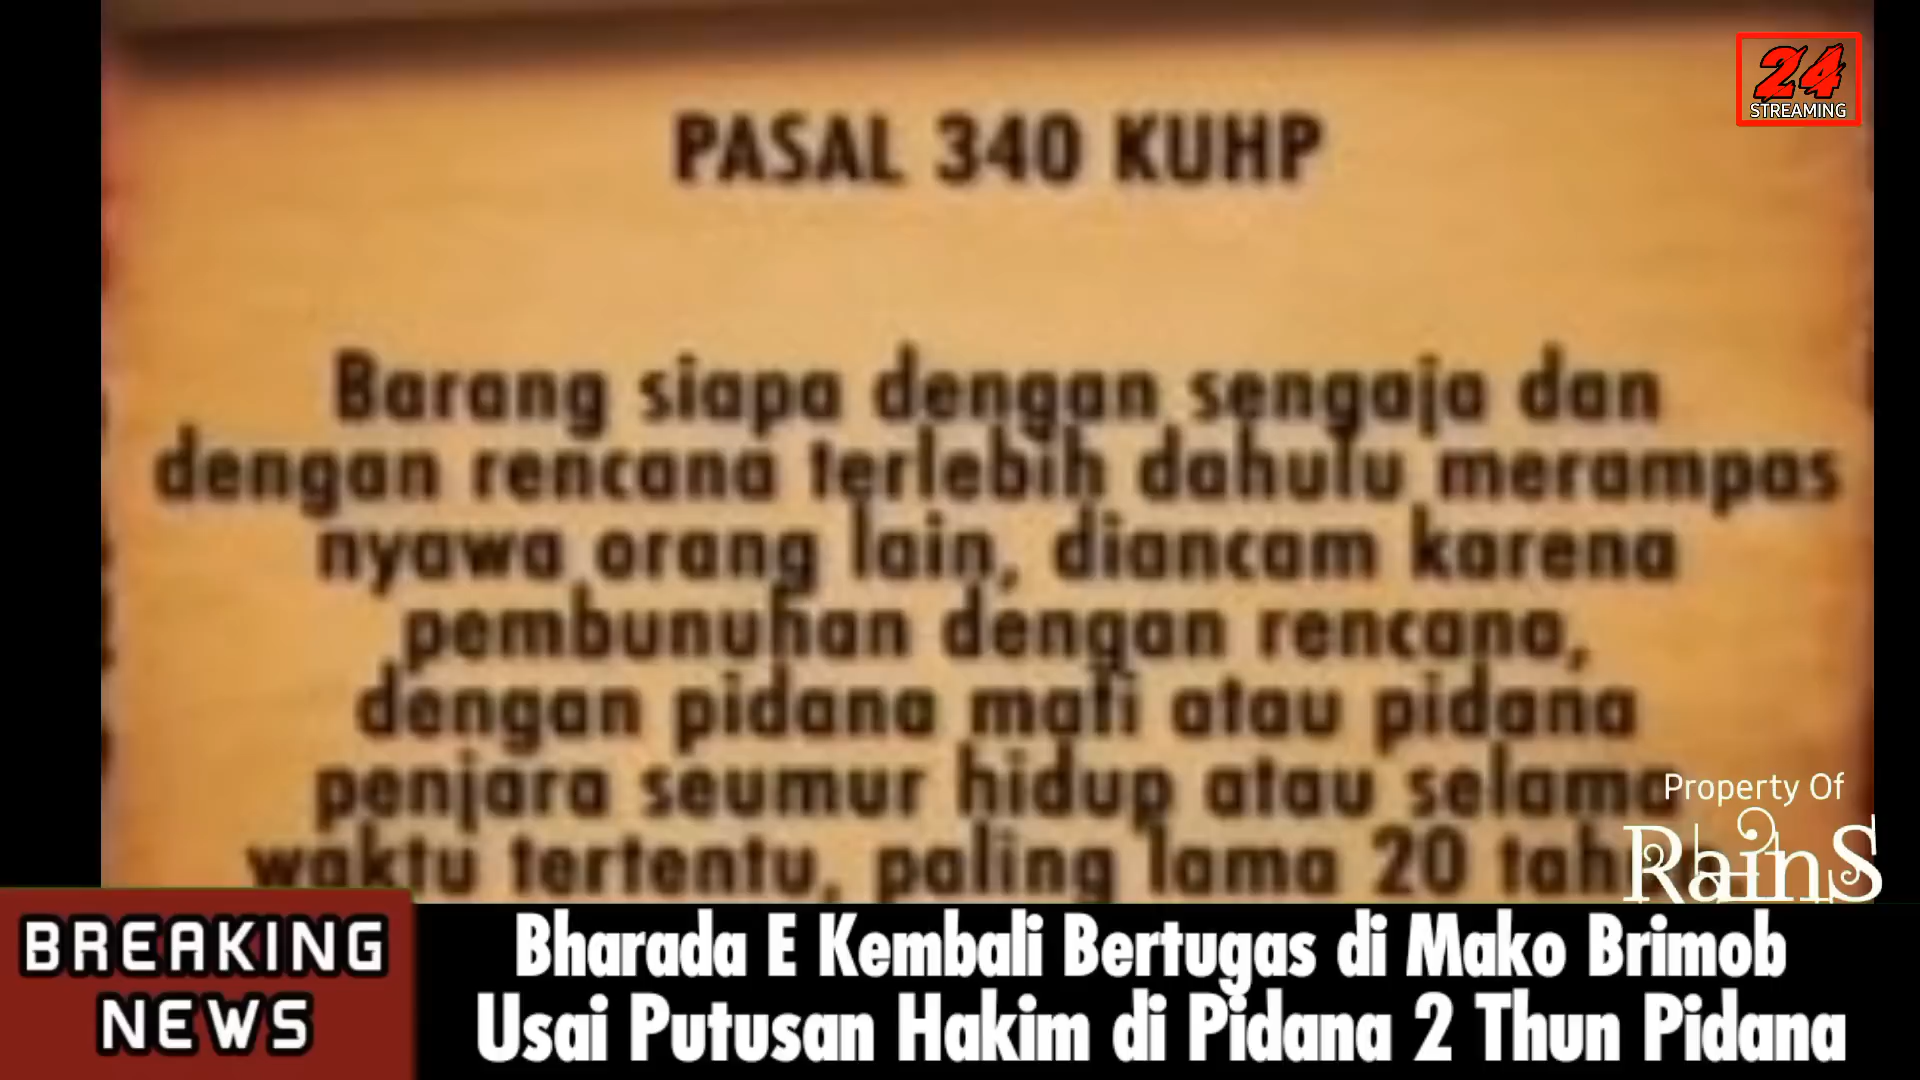 24
STREAMING
PASAL 340 KUHP
Barang siapa dengan sengaja dan
dengan rencana terlebih dahulu merampas
nyawa orang lain, diancam karena
pembunuhan dengan rencana,
dengan pidana mati atau pidana
penjara seumur hidup atau selama
waktu tertentu, paling lama 20
Property Of
RainS
BREAKING
NEWS
Bharada E Kembali Bertugas di Mako Brimob
Usai Putusan Hakim di Pidana 2 Thun Pidana